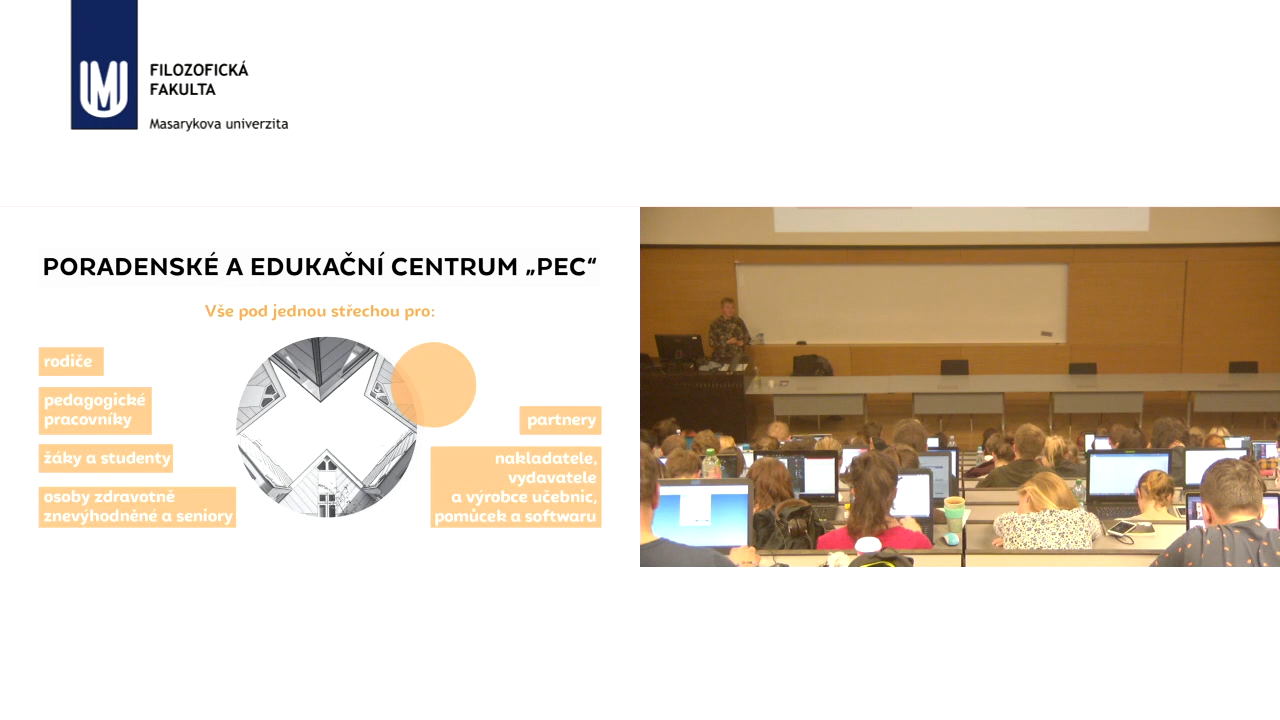 FILOZOFICKÁ
FAKULTA
Masarykova univerzita
PORADENSKÉ A EDUKAČNÍ CENTRUM „PEC“
Vše pod jednou střechou pro:
rodiče
pedagogické
pracovníky
žáky a studenty
osoby zdravotně
znevýhodněné a seniory
partnery
nakladatele,
vydavatele
a výrobce učebnic,
pomůcek a softwaru